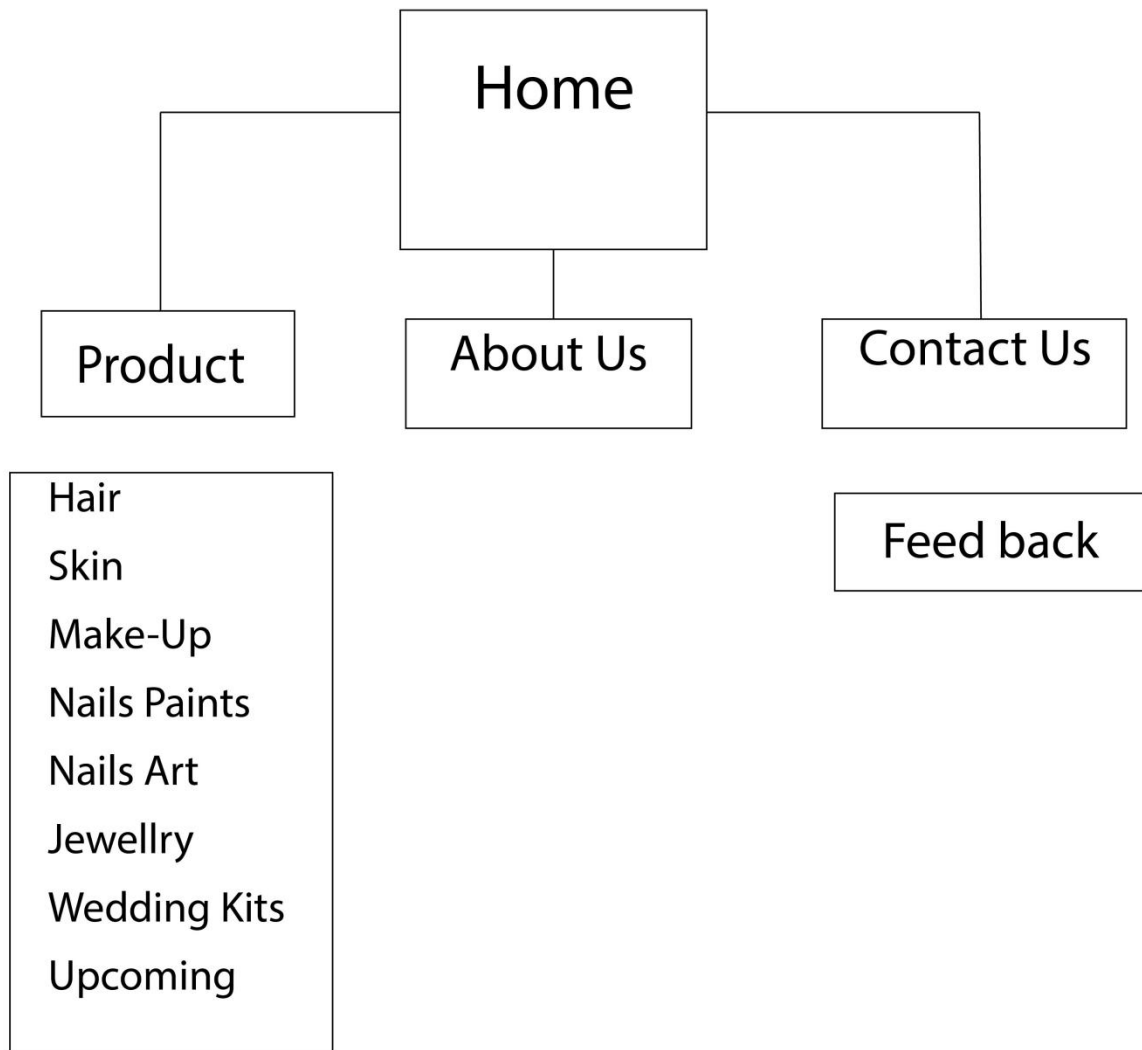 Home
Product
About Us
Contact Us
Hair
Skin
Make-Up
Nails Paints
Nails Art
Jewellry
Wedding Kits
Upcoming
Feed back